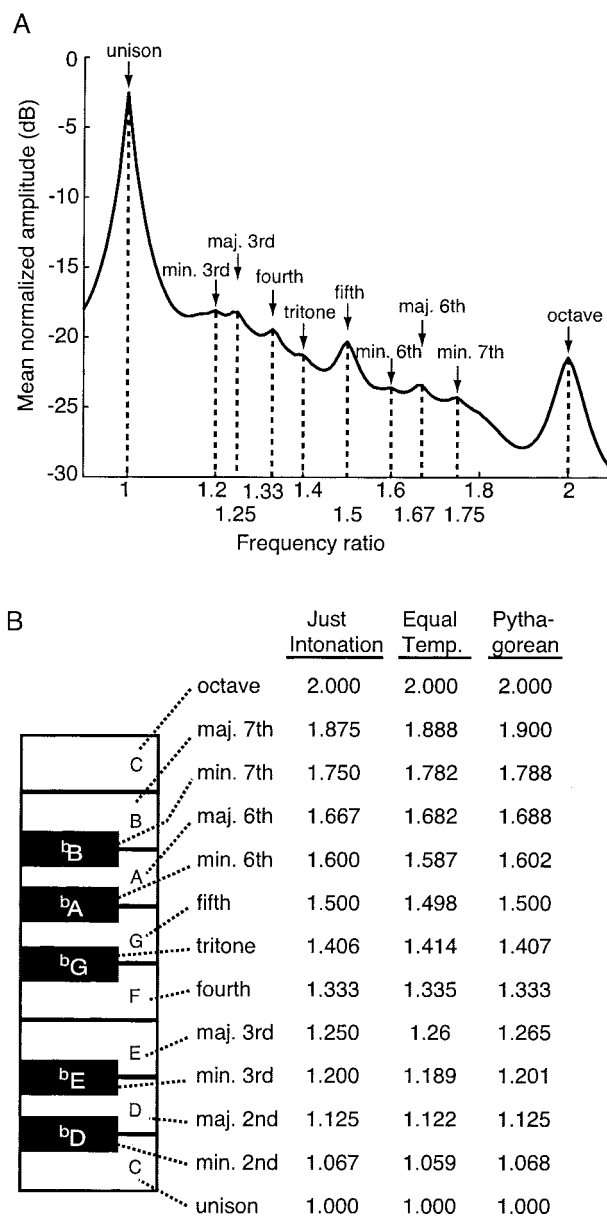 A
unison
0
-5
-10
-15
-20
-25
-30
Mean normalized amplitude (dB)
maj. 3rd
min. 3rd
fourth
tritone
fifth
min. 6th
maj. 6th
min. 7th
octave
1 1.2 1.33 1.4 1.6 1.8 2
1.25 1.5 1.67 1.75
Frequency ratio
B
Just Equal Pytha-
Intonation Temp. gorean
octave 2.000 2.000 2.000
maj. 7th 1.875 1.888 1.900
min. 7th 1.750 1.782 1.788
maj. 6th 1.667 1.682 1.688
min. 6th 1.600 1.587 1.602
fifth 1.500 1.498 1.500
tritone 1.406 1.414 1.407
fourth 1.333 1.335 1.333
maj. 3rd 1.250 1.26 1.265
min. 3rd 1.200 1.189 1.201
maj. 2nd 1.125 1.122 1.125
min. 2nd 1.067 1.059 1.068
unison 1.000 1.000 1.000
C
B
bB
A
bA
G
bG
F
E
bE
D
bD
C